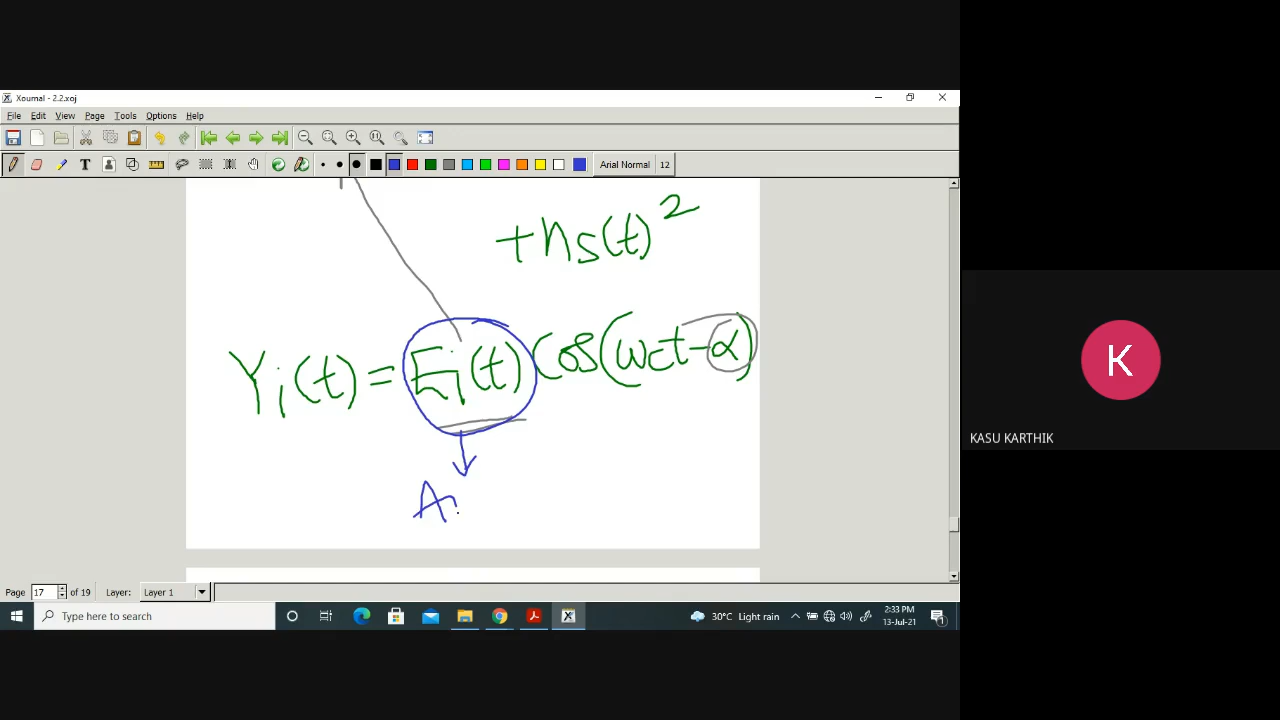 Xournal - 2.2.xoj
File Edit View Page Tools Options Help
Arial Normal 12
+ns(t)²
Yi(t)=Ei(t)Cos(wct-α)
A
K
KASU KARTHIK
Page 17 of 19 Layer: Layer 1
Type here to search
30°C Light rain
2:33 PM
13-Jul-21
1